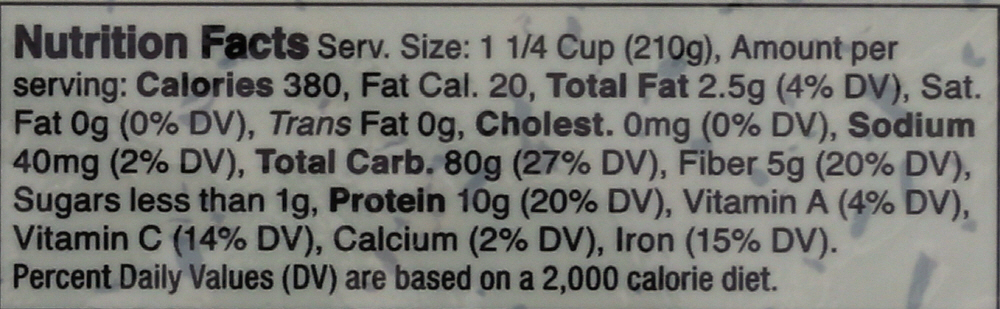 Nutrition Facts Serv. Size: 1 1/4 Cup (210g), Amount per
serving: Calories 380, Fat Cal. 20, Total Fat 2.5g (4% DV), Sat.
Fat 0g (0% DV), Trans Fat 0g, Cholest. 0mg (0% DV), Sodium
40mg (2% DV), Total Carb. 80g (27% DV), Fiber 5g (20% DV),
Sugars less than 1g, Protein 10g (20% DV), Vitamin A (4% DV),
Vitamin C (14% DV), Calcium (2% DV), Iron (15% DV).
Percent Daily Values (DV) are based on a 2,000 calorie diet.